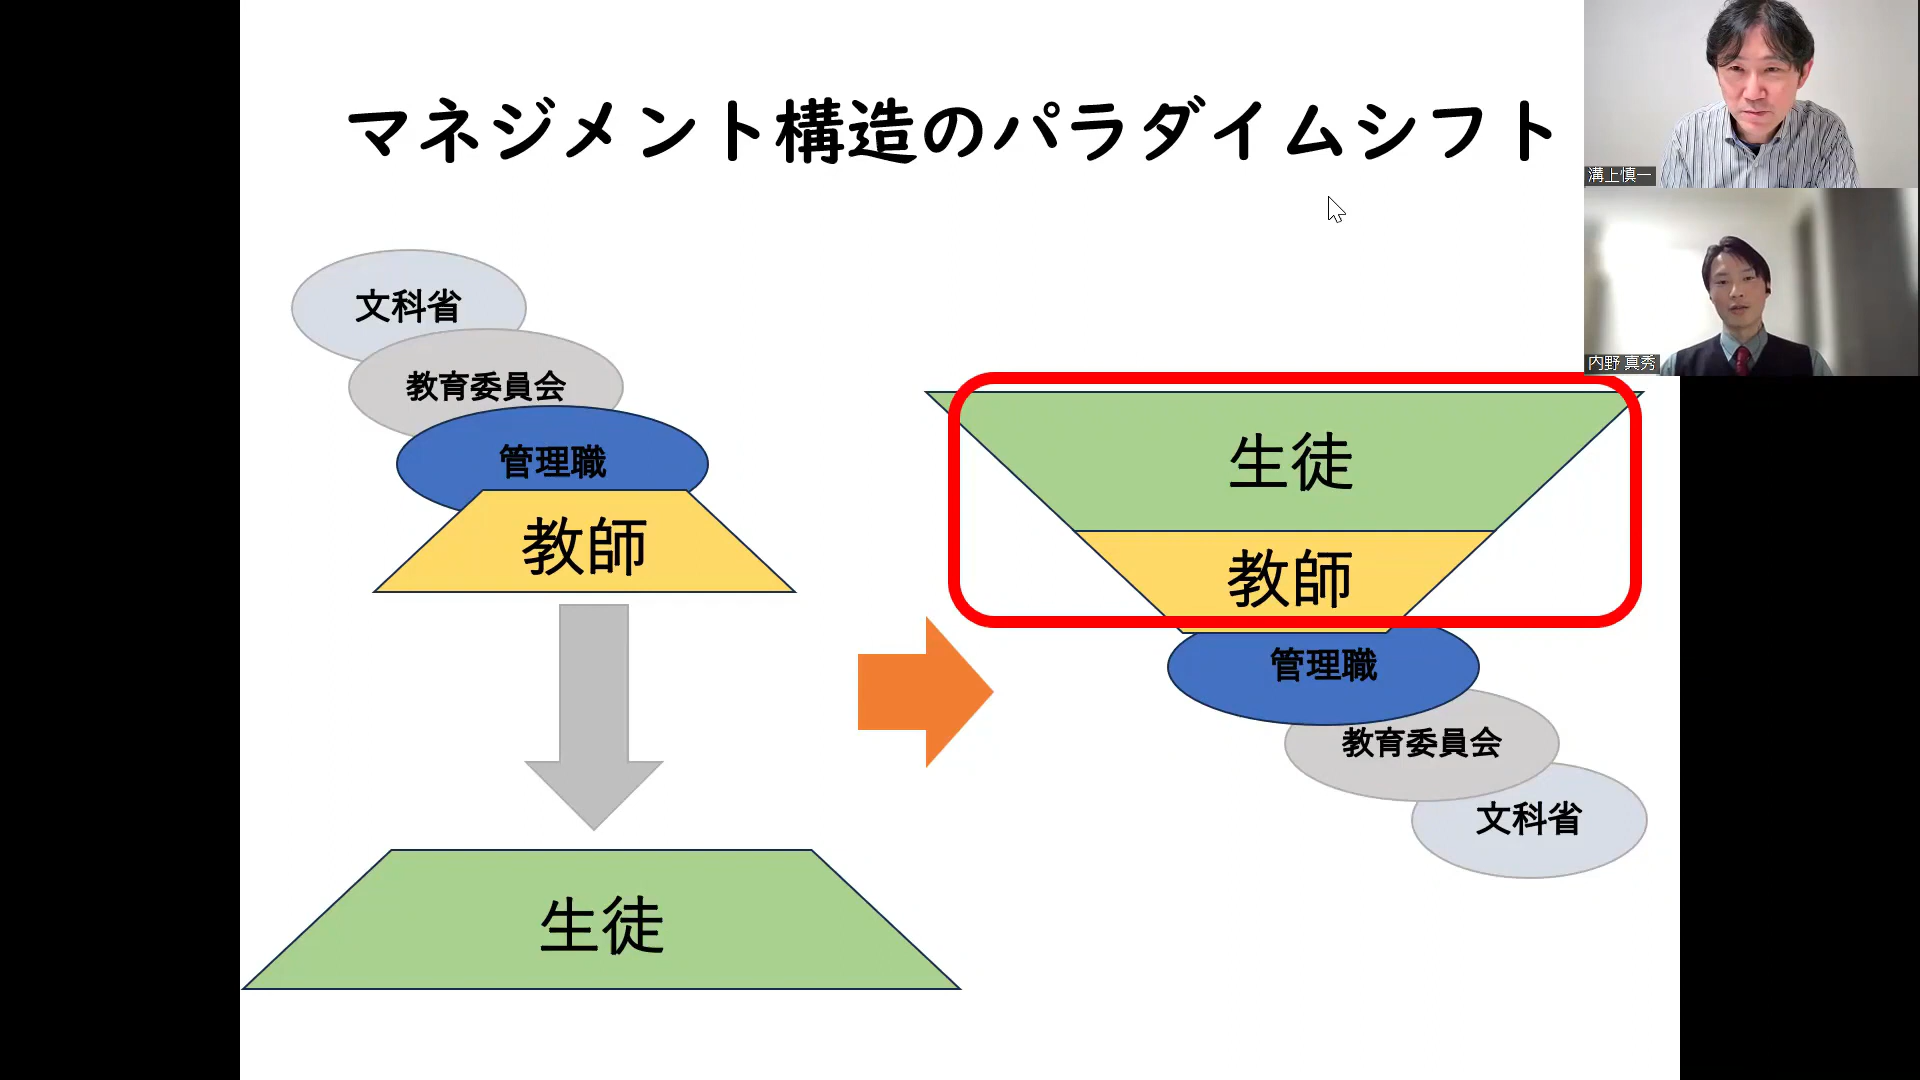 マネジメント構造のパラダイムシフト
溝上慎一
内野 真秀
文科省
教育委員会
管理職
教師
生徒
生徒
教師
管理職
教育委員会
文科省